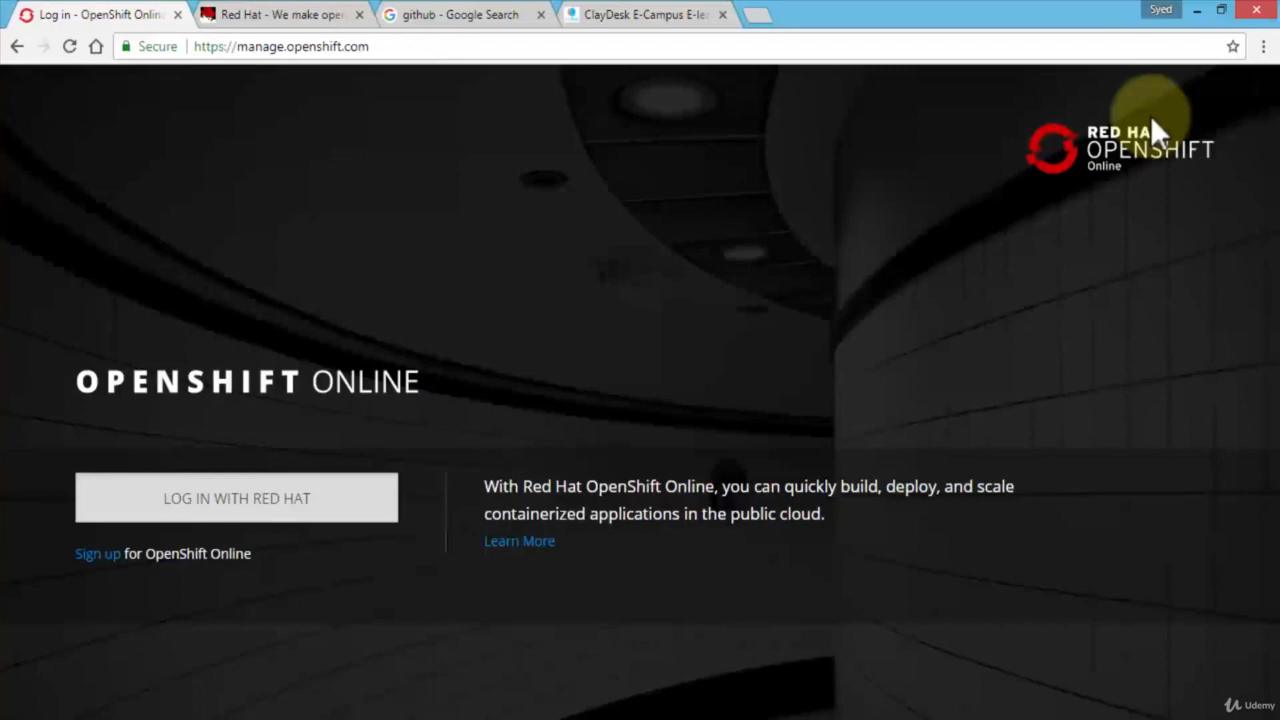 Log in - OpenShift Onlin
Red Hat - We make ope
github - Google Search
ClayDesk E-Campus E-le
Syed
Secure
https://manage.openshift.com
RED HA
OPENSHIFT
Online
OPENSHIFT ONLINE
LOG IN WITH RED HAT
With Red Hat OpenShift Online, you can quickly build, deploy, and scale
containerized applications in the public cloud.
Learn More
Sign up for OpenShift Online
Udemy